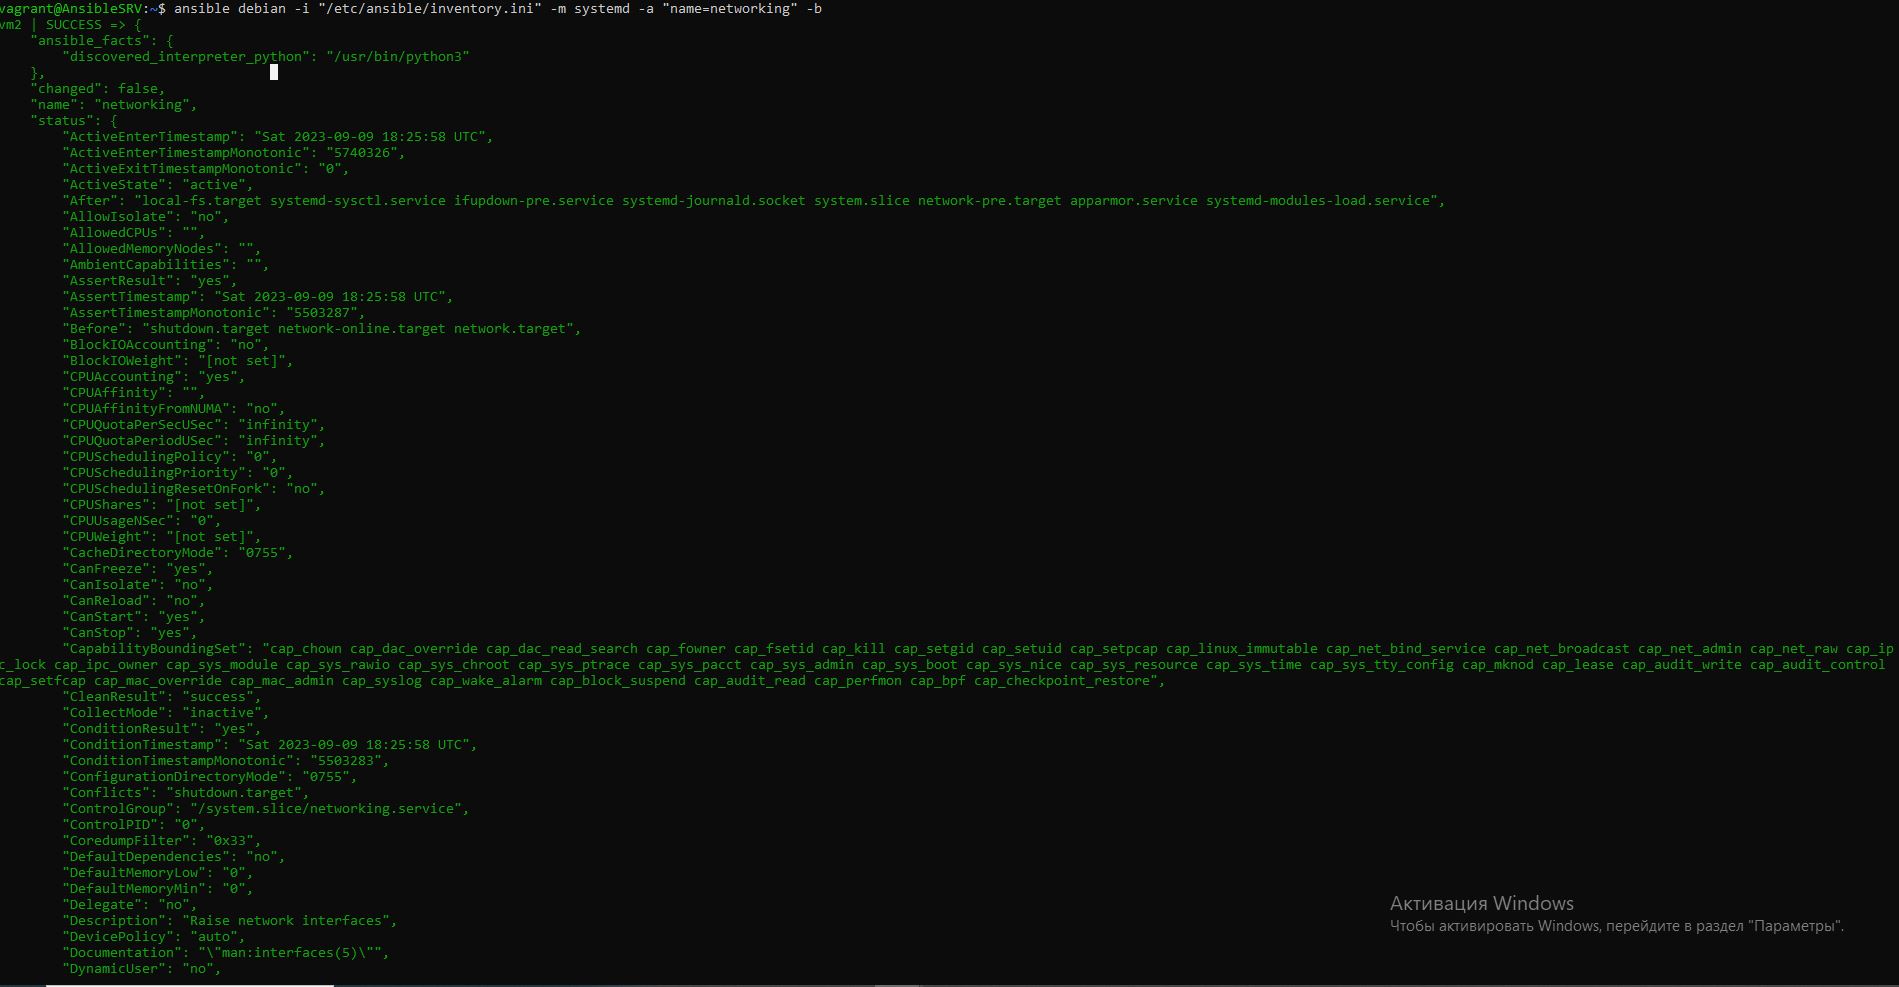 vagrant@AnsibleSRV:~$ ansible debian -i "/etc/ansible/inventory.ini" -m systemd -a "name=networking" -b
vm2 | SUCCESS => {
    "ansible_facts": {
        "discovered_interpreter_python": "/usr/bin/python3"
    },
    "changed": false,
    "name": "networking",
    "status": {
        "ActiveEnterTimestamp": "Sat 2023-09-09 18:25:58 UTC",
        "ActiveEnterTimestampMonotonic": "5740326",
        "ActiveExitTimestampMonotonic": "0",
        "ActiveState": "active",
        "After": "local-fs.target systemd-sysctl.service ifupdown-pre.service systemd-journald.socket system.slice network-pre.target apparmor.service systemd-modules-load.service",
        "AllowIsolate": "no",
        "AllowedCPUs": "",
        "AllowedMemoryNodes": "",
        "AmbientCapabilities": "",
        "AssertResult": "yes",
        "AssertTimestamp": "Sat 2023-09-09 18:25:58 UTC",
        "AssertTimestampMonotonic": "5503287",
        "Before": "shutdown.target network-online.target network.target",
        "BlockIOAccounting": "no",
        "BlockIOWeight": "[not set]",
        "CPUAccounting": "yes",
        "CPUAffinity": "",
        "CPUAffinityFromNUMA": "no",
        "CPUQuotaPerSecUSec": "infinity",
        "CPUQuotaPeriodUSec": "infinity",
        "CPUSchedulingPolicy": "0",
        "CPUSchedulingPriority": "0",
        "CPUSchedulingResetOnFork": "no",
        "CPUShares": "[not set]",
        "CPUUsageNSec": "0",
        "CPUWeight": "[not set]",
        "CacheDirectoryMode": "0755",
        "CanFreeze": "yes",
        "CanIsolate": "no",
        "CanReload": "no",
        "CanStart": "yes",
        "CanStop": "yes",
        "CapabilityBoundingSet": "cap_chown cap_dac_override cap_dac_read_search cap_fowner cap_fsetid cap_kill cap_setgid cap_setuid cap_setpcap cap_linux_immutable cap_net_bind_service cap_net_broadcast cap_net_admin cap_net_raw cap_ip
c_lock cap_ipc_owner cap_sys_module cap_sys_rawio cap_sys_chroot cap_sys_ptrace cap_sys_pacct cap_sys_admin cap_sys_boot cap_sys_nice cap_sys_resource cap_sys_time cap_sys_tty_config cap_mknod cap_lease cap_audit_write cap_audit_control
cap_setfcap cap_mac_override cap_mac_admin cap_syslog cap_wake_alarm cap_block_suspend cap_audit_read cap_perfmon cap_bpf cap_checkpoint_restore",
        "CleanResult": "success",
        "CollectMode": "inactive",
        "ConditionResult": "yes",
        "ConditionTimestamp": "Sat 2023-09-09 18:25:58 UTC",
        "ConditionTimestampMonotonic": "5503283",
        "ConfigurationDirectoryMode": "0755",
        "Conflicts": "shutdown.target",
        "ControlGroup": "/system.slice/networking.service",
        "ControlPID": "0",
        "CoredumpFilter": "0x33",
        "DefaultDependencies": "no",
        "DefaultMemoryLow": "0",
        "DefaultMemoryMin": "0",
        "Delegate": "no",
        "Description": "Raise network interfaces",
        "DevicePolicy": "auto",
        "Documentation": "\"man:interfaces(5)\"",
        "DynamicUser": "no",
Активация Windows
Чтобы активировать Windows, перейдите в раздел "Параметры".